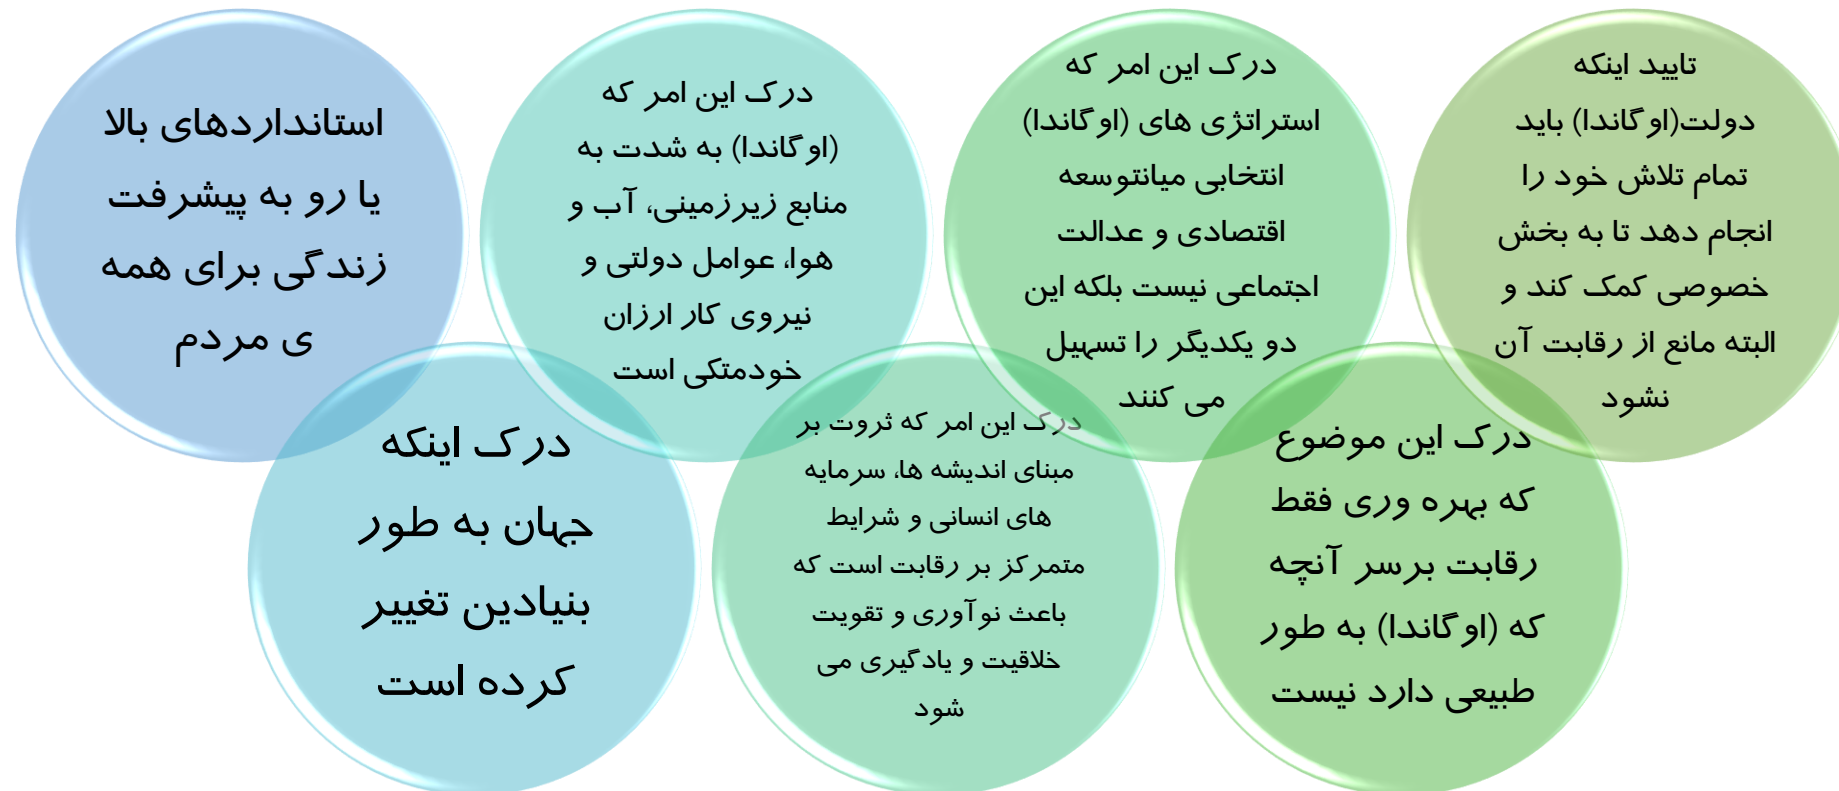 استانداردهای بالا
یا رو به پیشرفت
زندگی برای همه
ی مردم
درک اینکه
جهان به طور
بنیادین تغییر
کرده است
درک این امر که
(اوگاندا) به شدت به
منابع زیرزمینی، آب و
هوا، عوامل دولتی و
نیروی کار ارزان
خودمتکی است
درک این امر که ثروت بر
مبنای اندیشه ها، سرمایه
های انسانی و شرایط
متمرکز بر رقابت است که
باعث نوآوری و تقویت
خلاقیت و یادگیری می
شود
درک این امر که
استراتژی های (اوگاندا)
انتخابی میانتوسعه
اقتصادی و عدالت
اجتماعی نیست بلکه این
دو یکدیگر را تسهیل
می کنند
درک این موضوع
که بهره وری فقط
رقابت برسر آنچه
که (اوگاندا) به طور
طبیعی دارد نیست
تایید اینکه
دولت(اوگاندا) باید
تمام تلاش خود را
انجام دهد تا به بخش
خصوصی کمک کند و
البته مانع از رقابت آن
نشود